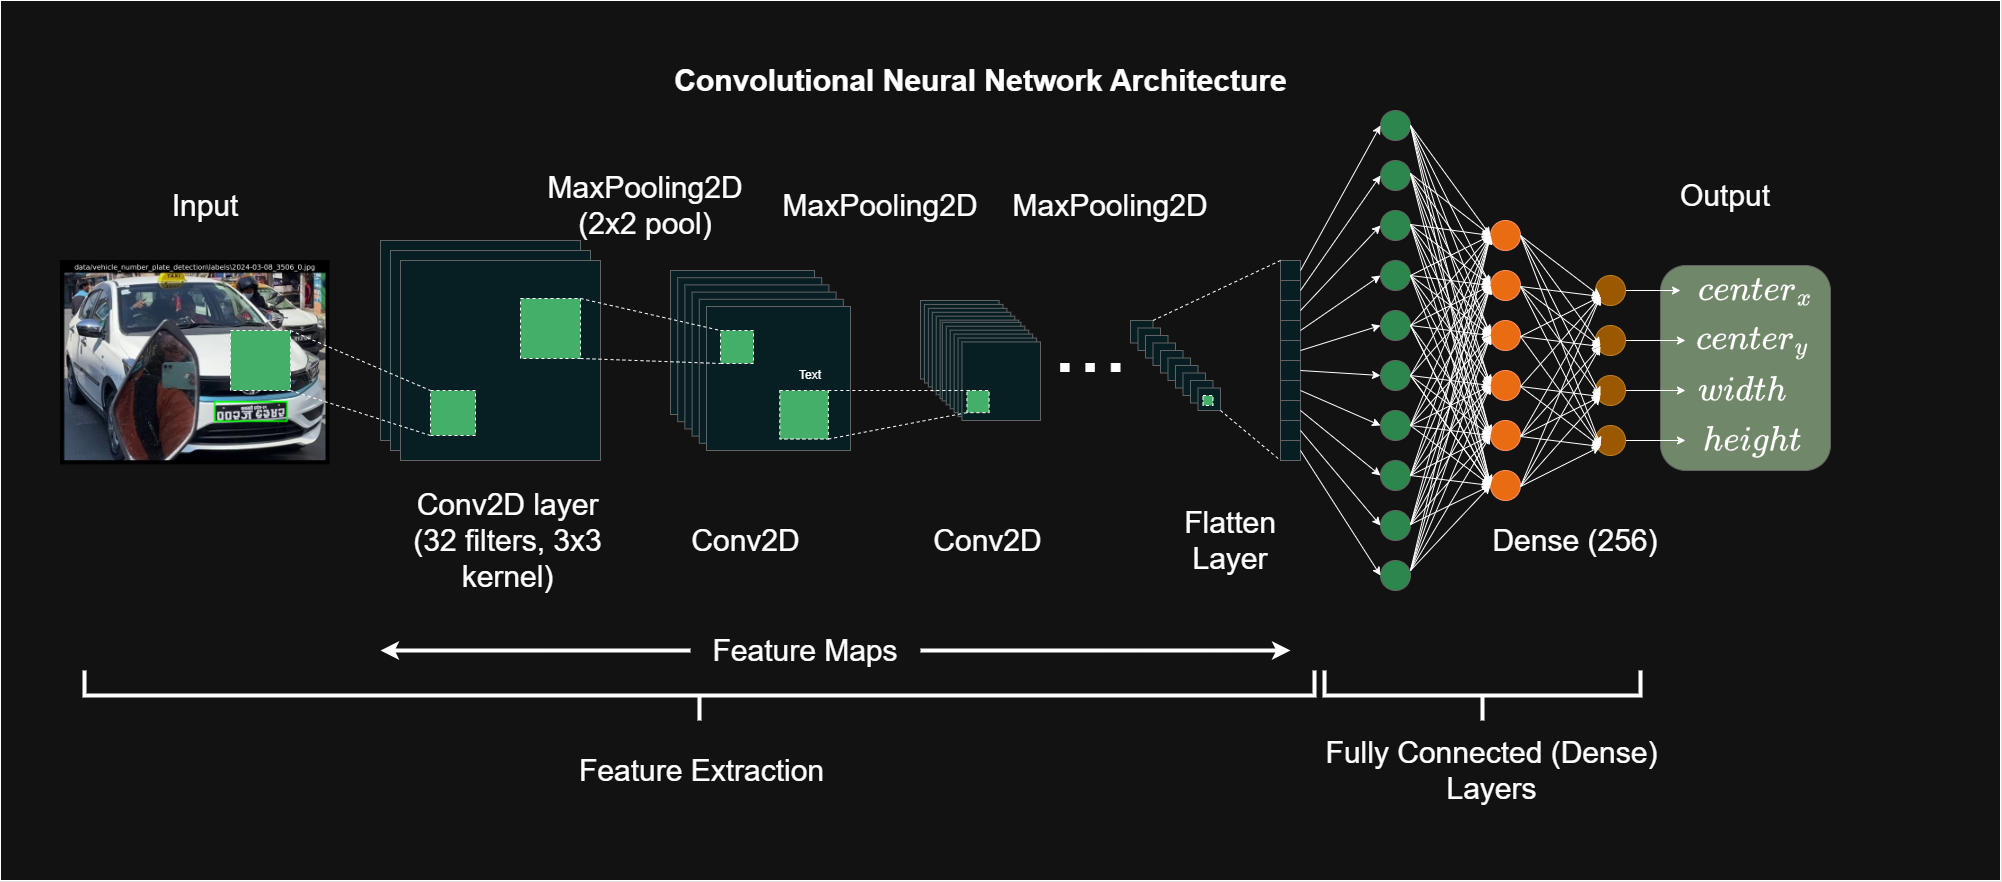 Convolutional Neural Network Architecture
Input
MaxPooling2D
(2x2 pool)
MaxPooling2D
MaxPooling2D
Output
data/vehicle_number_plate_detection\labels\2024-03-08_3506_0.jpg
TAXI
Text
center_x
center_y
width
height
Conv2D layer
(32 filters, 3x3
kernel)
Conv2D
Conv2D
Flatten
Layer
Dense (256)
Feature Maps
Feature Extraction
Fully Connected (Dense)
Layers